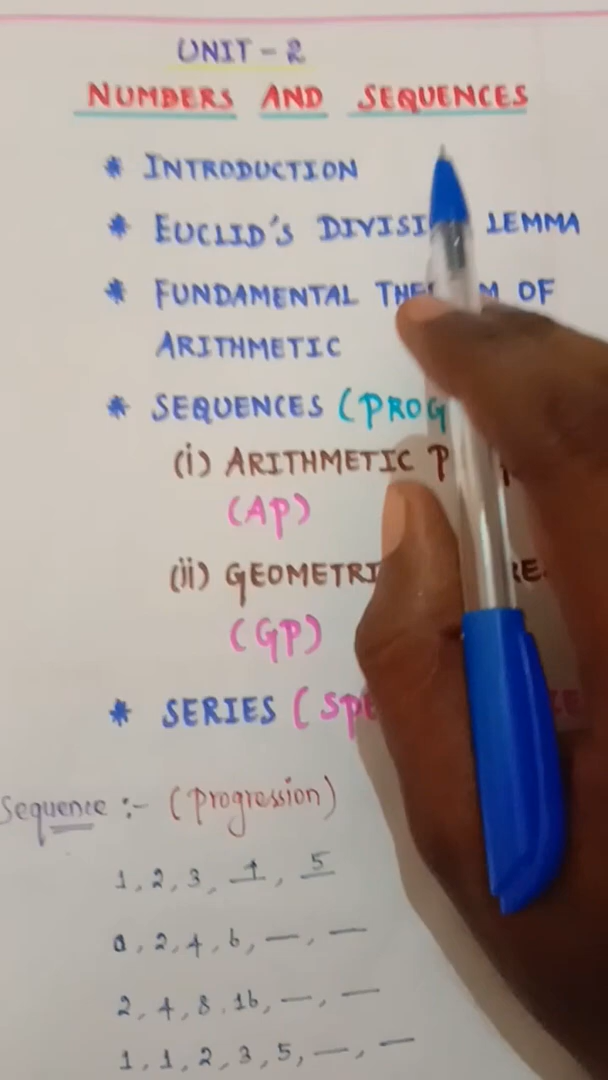 UNIT - 2
NUMBERS AND SEQUENCES
* INTRODUCTION
* EUCLID'S LEMMA
* FUNDAMENTAL OF
ARITHMETIC
* SEQUENCES (
(i) ARITHMETIC
(AP)
(ii)
(GP)
* SERIES (
Sequence :- (Progression)
1, 2, 3, 4, 5
0, 2, 4, 6, —, —
2, 4, 8, 16, —, —
1, 1, 2, 3, 5, —, —